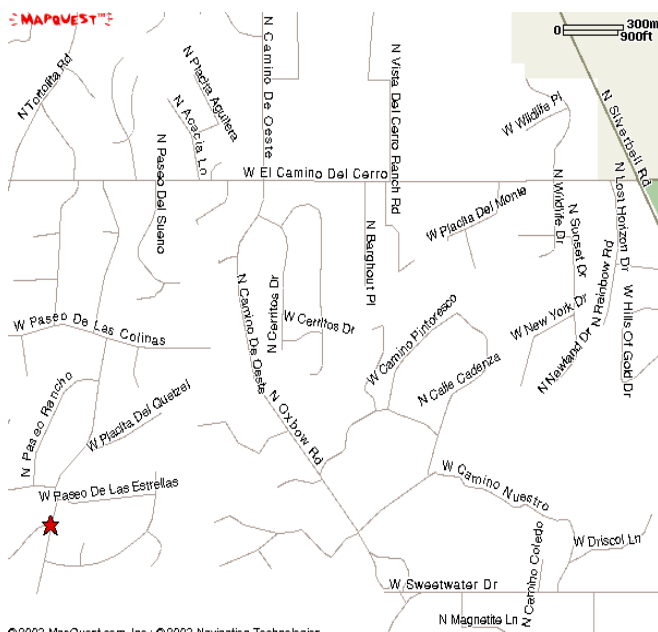 MAPQUEST
0 300m
900ft
N Tortolita Rd
N Placita Aguilera
N Acacia Ln
N Paseo Del Sueno
N Camino De Oeste
N Vista Del Cerro Ranch Rd
W Wildlife Pl
N Silverbell Rd
W El Camino Del Cerro
N Barghout Pl
W Placita Del Monte
N Wildlife Dr
N Sunset Dr
N Lost Horizon Dr
N Rainbow Rd
W Hills Of Gold Dr
N Camino De Oeste
N Cerritos Dr
W Cerritos Dr
W Paseo De Las Colinas
W Camino Pintoresco
W New York Dr
N Newland Dr
N Calle Cadenza
N Paseo Rancho
W Placita Del Quetzel
N Oxbow Rd
W Paseo De Las Estrellas
W Camino Nuestro
W Driscol Ln
N Camino Coledo
W Sweetwater Dr
N Magnetite Ln